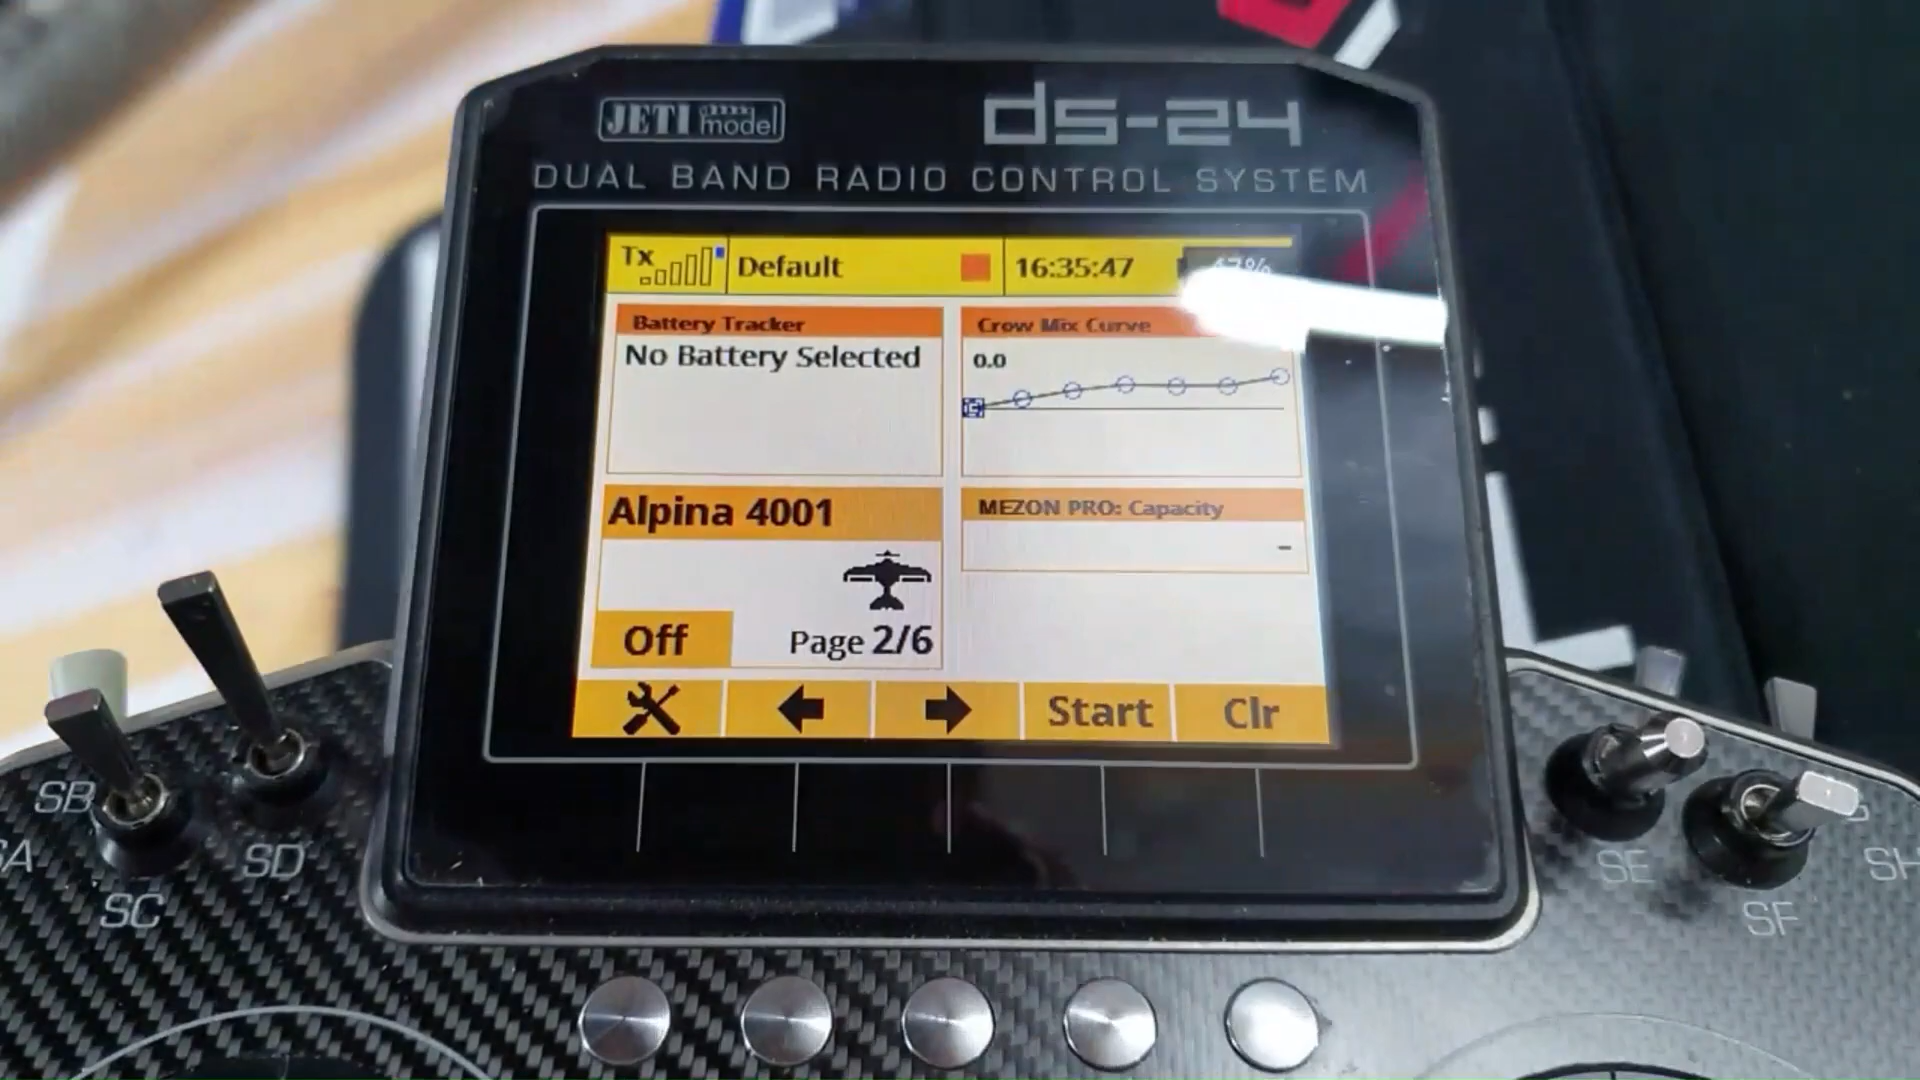 JETI model
ds-24
DUAL BAND RADIO CONTROL SYSTEM
Tx
Default
16:35:47
Battery Tracker
No Battery Selected
Crow Mix Curve
0.0
Alpina 4001
MEZON PRO: Capacity
-
Off
Page 2/6
Start
Clr
SB
SD
SC
SE
SF